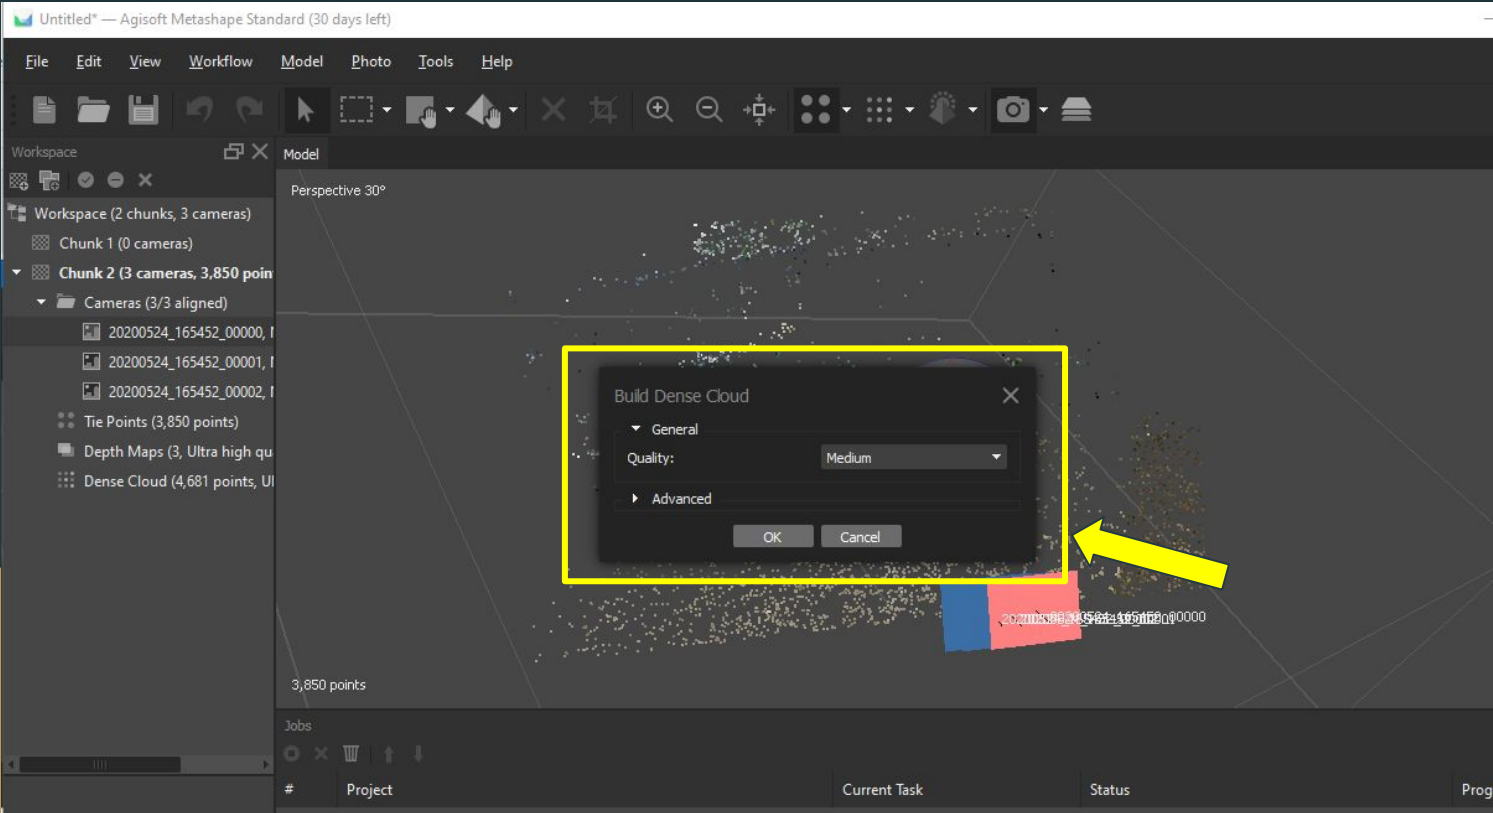 Untitled* — Agisoft Metashape Standard (30 days left)
File Edit View Workflow Model Photo Tools Help
Workspace
Model
Perspective 30°
Workspace (2 chunks, 3 cameras)
Chunk 1 (0 cameras)
Chunk 2 (3 cameras, 3,850 poin
Cameras (3/3 aligned)
20200524_165452_00000,
20200524_165452_00001,
20200524_165452_00002,
Tie Points (3,850 points)
Depth Maps (3, Ultra high qu
Dense Cloud (4,681 points, Ul
Build Dense Cloud
General
Quality: Medium
Advanced
OK Cancel
3,850 points
Jobs
# Project Current Task Status Prog